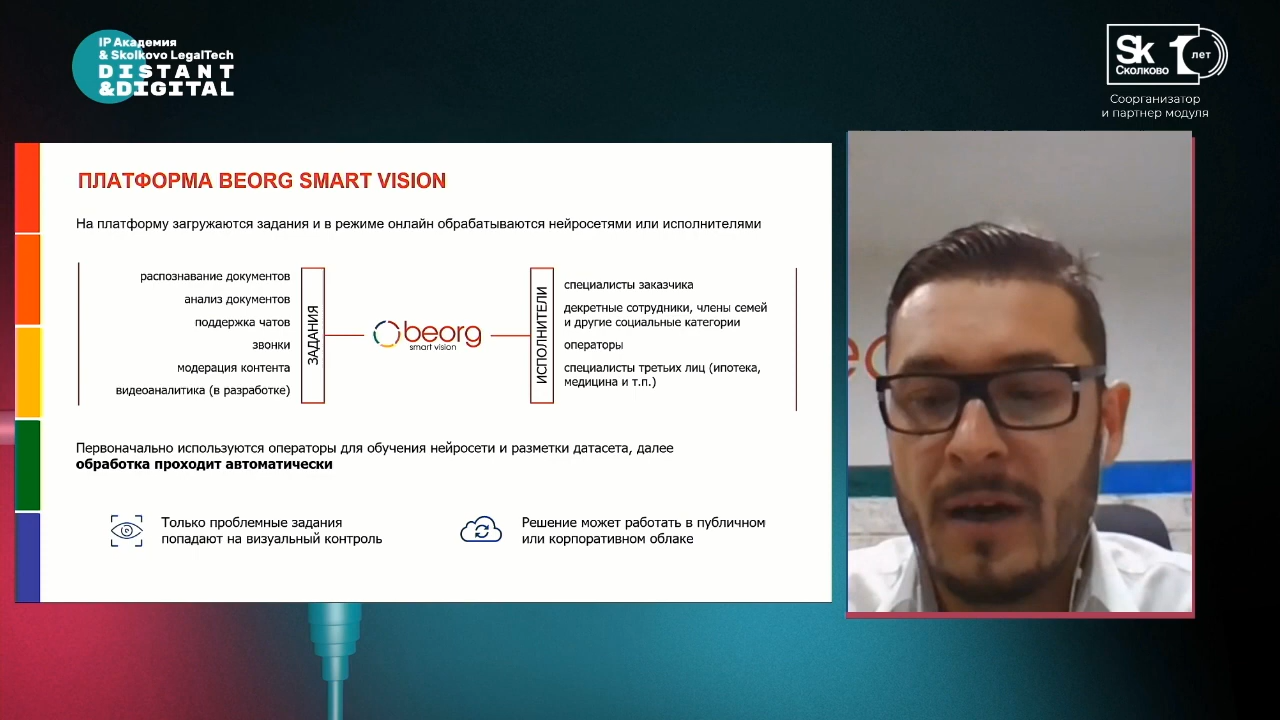 IP Академия
& Skolkovo LegalTech
DISTANT
&DIGITAL
Sk
Сколково
10
лет
Соорганизатор
и партнер модуля
ПЛАТФОРМА BEORG SMART VISION
На платформу загружаются задания и в режиме онлайн обрабатываются нейросетями или исполнителями
распознавание документов
анализ документов
поддержка чатов
звонки
модерация контента
видеоаналитика (в разработке)
ЗАДАНИЯ
beorg
smart vision
ИСПОЛНИТЕЛИ
специалисты заказчика
декретные сотрудники, члены семей
и другие социальные категории
операторы
специалисты третьих лиц (ипотека,
медицина и т.п.)
Первоначально используются операторы для обучения нейросети и разметки датасета, далее
обработка проходит автоматически
Только проблемные задания
попадают на визуальный контроль
Решение может работать в публичном
или корпоративном облаке